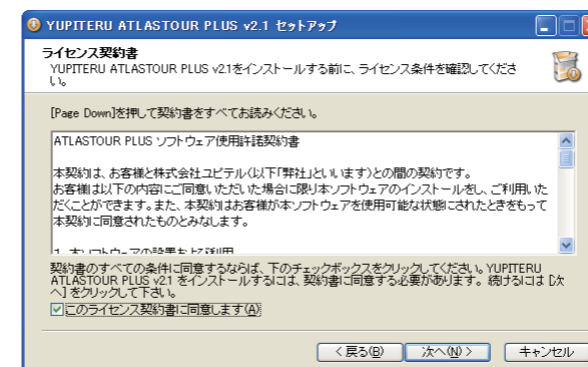 YUPITERU ATLASTOUR PLUS v2.1 セットアップ
ライセンス契約書
YUPITERU ATLASTOUR PLUS v2.1をインストールする前に、ライセンス条件を確認してくださ
い。
[Page Down]を押して契約書をすべてお読みください。
ATLASTOUR PLUS ソフトウェア使用許諾契約書
本契約は、お客様と株式会社ユピテル(以下「弊社」といいます)との間の契約です。
お客様は以下の内容にご同意いただいた場合に限り本ソフトウェアのインストールをし、ご利用いた
だくことができます。また、本契約はお客様が本ソフトウェアを使用可能な状態にされたときをもって
本契約に同意されたものとみなします。
契約書のすべての条件に同意するならば、下のチェックボックスをクリックしてください。YUPITERU
ATLASTOUR PLUS v2.1 をインストールするには、契約書に同意する必要があります。続けるには [次
へ] をクリックして下さい。
このライセンス契約書に同意します(A)
< 戻る(B)
次へ(N) >
キャンセル